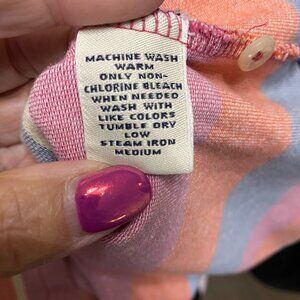 MACHINE WASH
WARM
ONLY NON-
CHLORINE BLEACH
WHEN NEEDED
WASH WITH
LIKE COLORS
TUMBLE DRY
LOW
STEAM IRON
MEDIUM